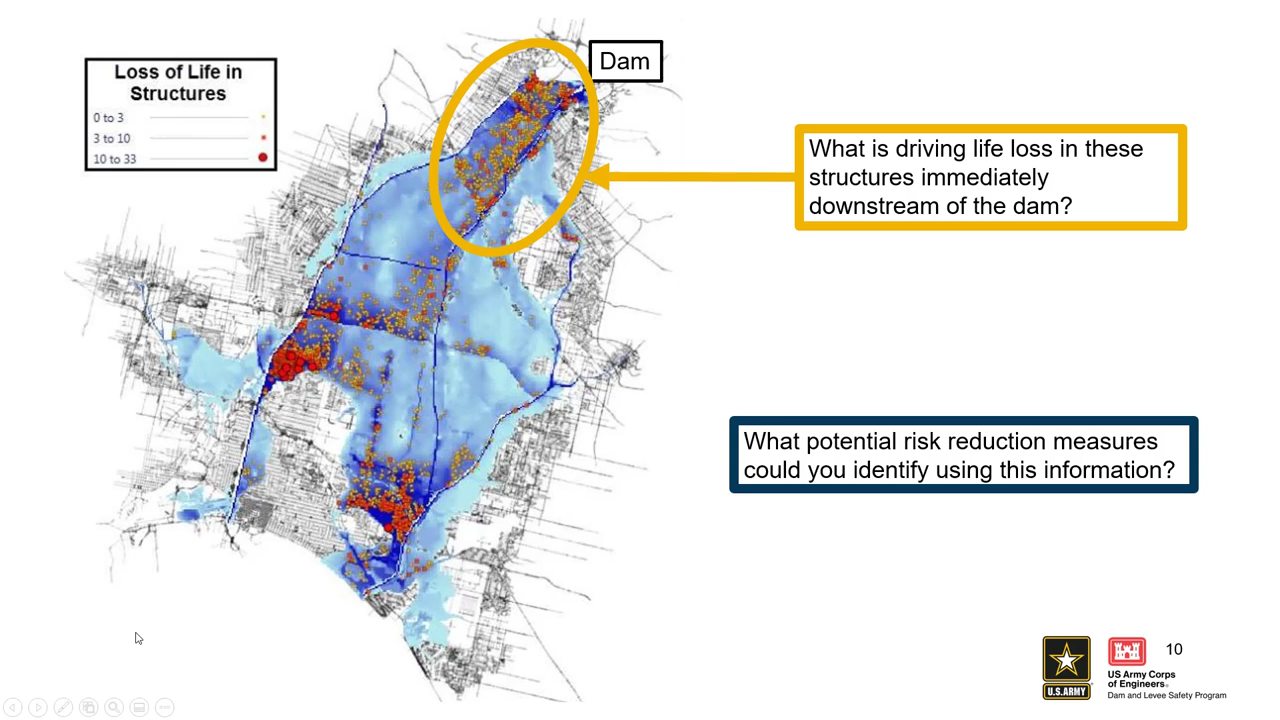 Dam
Loss of Life in
Structures
0 to 3
3 to 10
10 to 33
What is driving life loss in these
structures immediately
downstream of the dam?
What potential risk reduction measures
could you identify using this information?
10
U.S.ARMY
US Army Corps
of Engineers®
Dam and Levee Safety Program